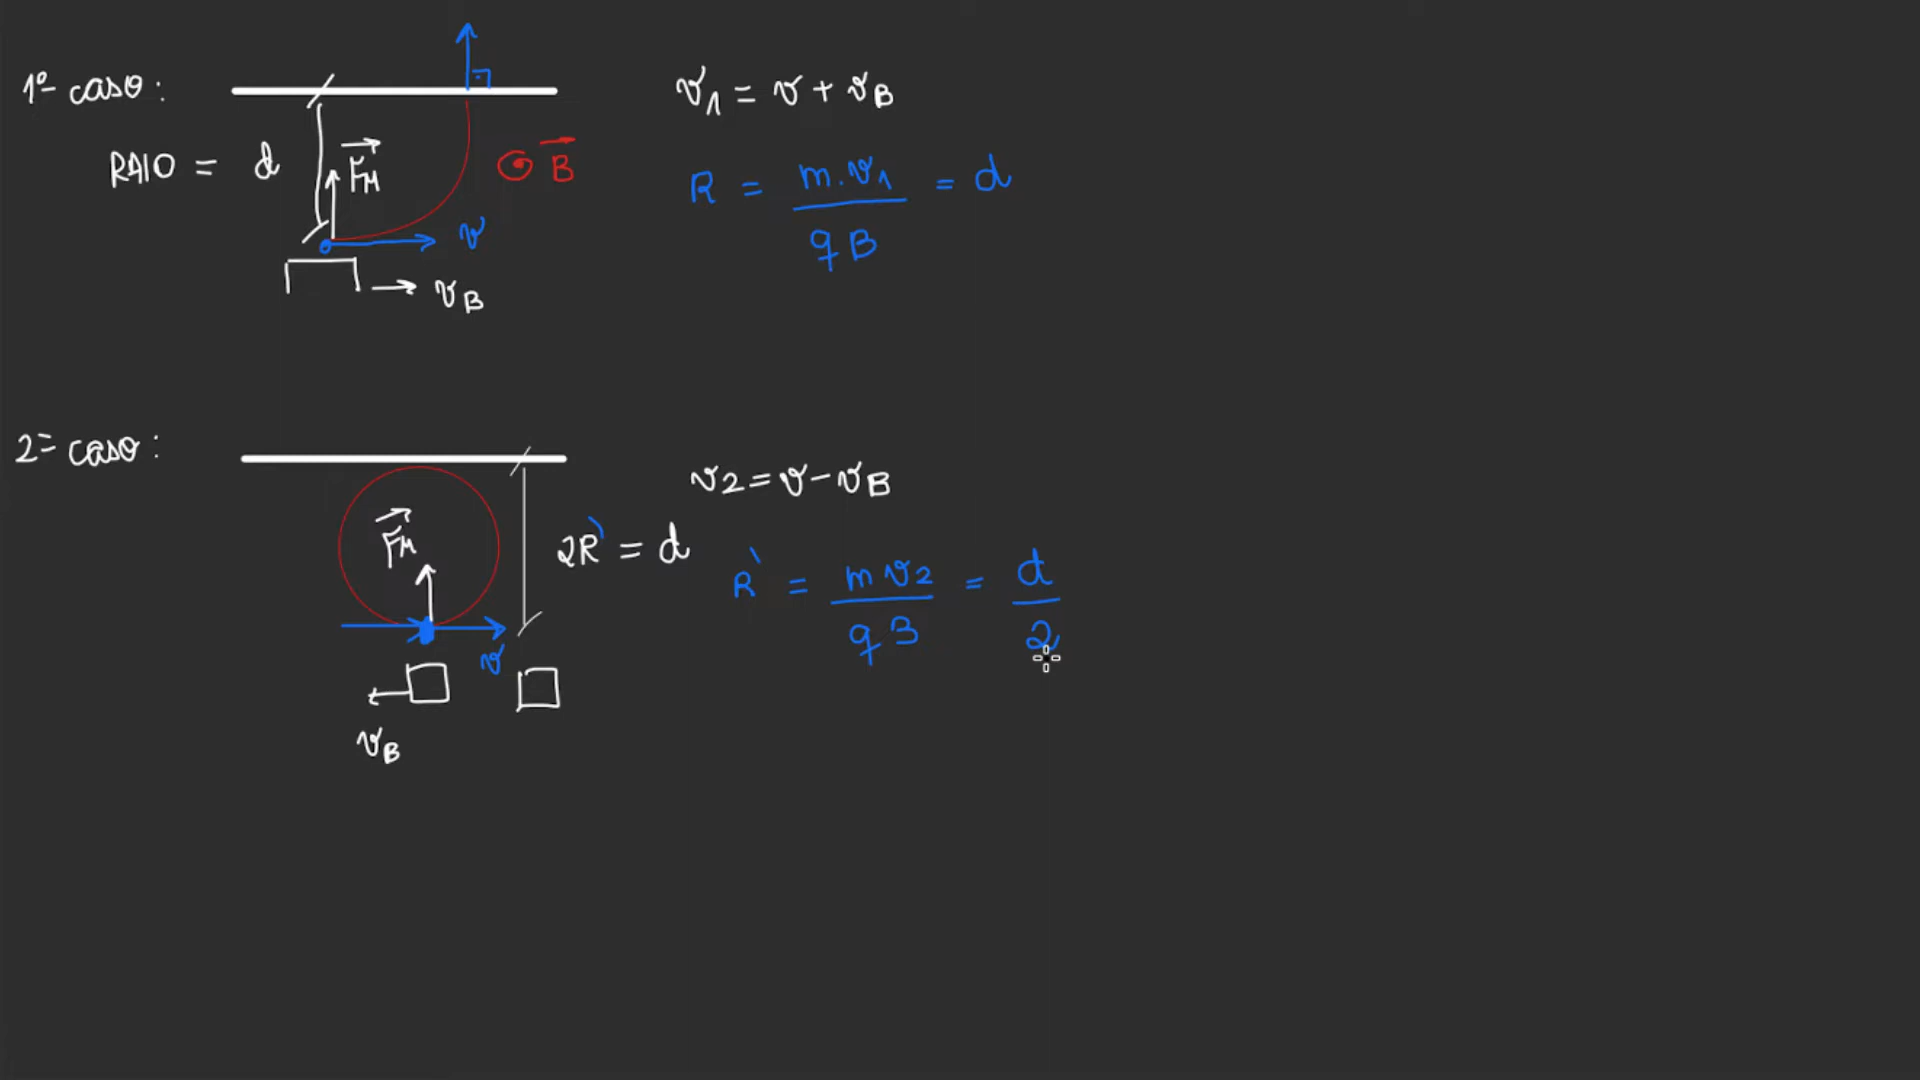 1º caso:
RAIO = d
F_M
B
v
v_B
v_1 = v + v_B
R = m.v_1 / qB = d
2º caso:
F_M
2R' = d
v
v_B
v_2 = v - v_B
R' = m v_2 / qB = d / 2